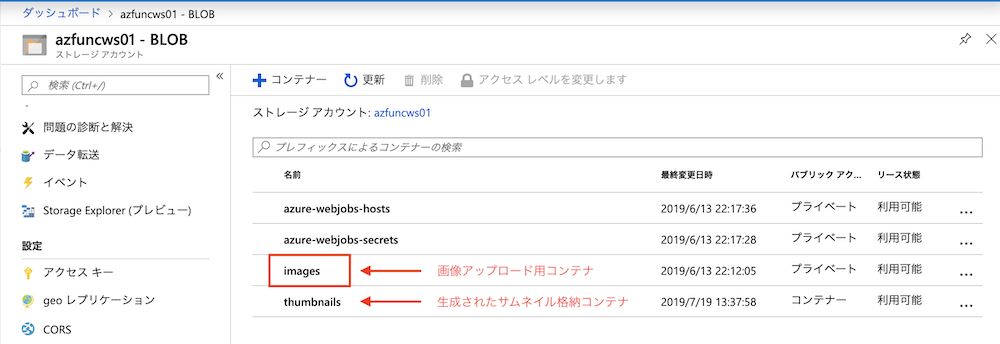 ダッシュボード > azfuncws01 - BLOB
azfuncws01 - BLOB
ストレージ アカウント
検索 (Ctrl+/)
問題の診断と解決
データ転送
イベント
Storage Explorer (プレビュー)
設定
アクセス キー
geo レプリケーション
CORS
コンテナー 更新 削除 アクセス レベルを変更します
ストレージ アカウント: azfuncws01
プレフィックスによるコンテナーの検索
名前 最終変更日時 パブリック アク... リース状態
azure-webjobs-hosts 2019/6/13 22:17:36 プライベート 利用可能 ...
azure-webjobs-secrets 2019/6/13 22:17:28 プライベート 利用可能 ...
images 画像アップロード用コンテナ 2019/6/13 22:12:05 プライベート 利用可能 ...
thumbnails 生成されたサムネイル格納コンテナ 2019/7/19 13:37:58 コンテナー 利用可能 ...